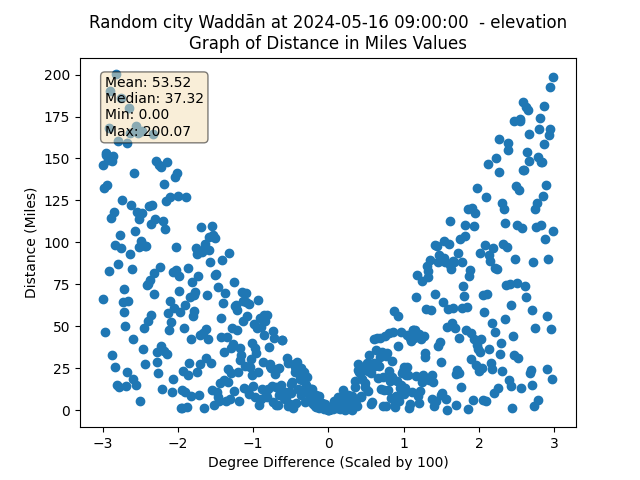 Random city Waddān at 2024-05-16 09:00:00  - elevation
Graph of Distance in Miles Values
Mean: 53.52
Median: 37.32
Min: 0.00
Max: 200.07
Distance (Miles)
200
175
150
125
100
75
50
25
0
−3
−2
−1
0
1
2
3
Degree Difference (Scaled by 100)